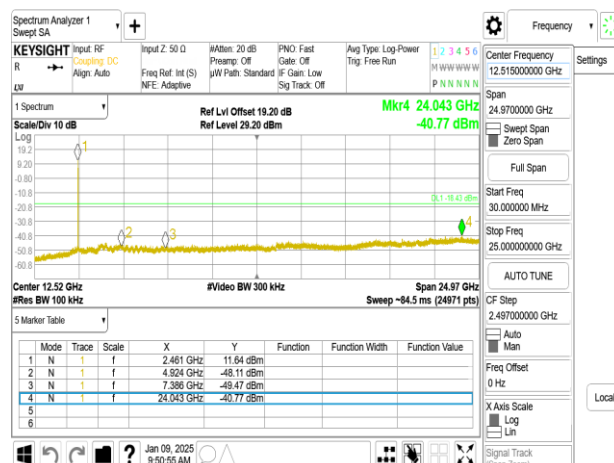 Spectrum Analyzer 1
Swept SA
Frequency
KEYSIGHT
R
Input: RF
Coupling: DC
Align: Auto
Input Z: 50 Ω
Freq Ref: Int (S)
NFE: Adaptive
#Atten: 20 dB
Preamp: Off
µW Path: Standard
PNO: Fast
Gate: Off
IF Gain: Low
Sig Track: Off
Avg Type: Log-Power
Trig: Free Run
1 2 3 4 5 6
M W W W W W
P N N N N N
1 Spectrum
Scale/Div 10 dB
Log
Ref Lvl Offset 19.20 dB
Ref Level 29.20 dBm
Mkr4 24.043 GHz
-40.77 dBm
19.2
9.20
-0.80
-10.8
-20.8
-30.8
-40.8
-50.8
-60.8
1
2
3
4
DL1 -18.43 dBm
Center 12.52 GHz
#Res BW 100 kHz
#Video BW 300 kHz
Span 24.97 GHz
Sweep ~84.5 ms (24971 pts)
5 Marker Table
Mode Trace Scale X Y Function Function Width Function Value
1 N 1 f 2.461 GHz 11.64 dBm
2 N 1 f 4.924 GHz -48.11 dBm
3 N 1 f 7.386 GHz -49.47 dBm
4 N 1 f 24.043 GHz -40.77 dBm
5
6
Jan 09, 2025
9:50:55 AM
?
Center Frequency
12.515000000 GHz
Settings
Span
24.9700000 GHz
Swept Span
Zero Span
Full Span
Start Freq
30.000000 MHz
Stop Freq
25.000000000 GHz
AUTO TUNE
CF Step
2.497000000 GHz
Auto
Man
Freq Offset
0 Hz
Local
X Axis Scale
Log
Lin
Signal Track